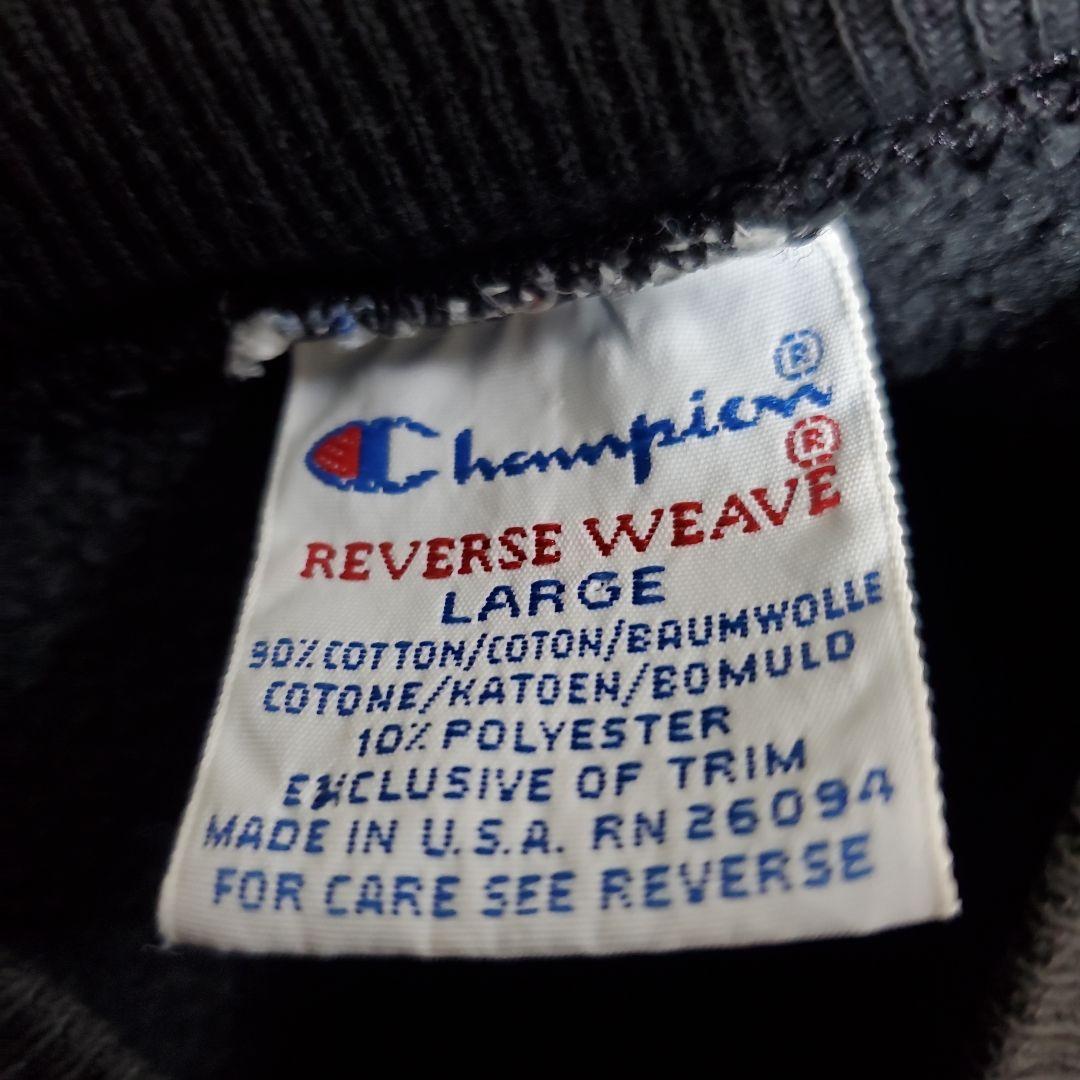 Champion®
REVERSE WEAVE®
LARGE
90% COTTON/COTON/BAUMWOLLE
COTONE/KATOEN/BOMULD
10% POLYESTER
EXCLUSIVE OF TRIM
MADE IN U.S.A. RN 26094
FOR CARE SEE REVERSE